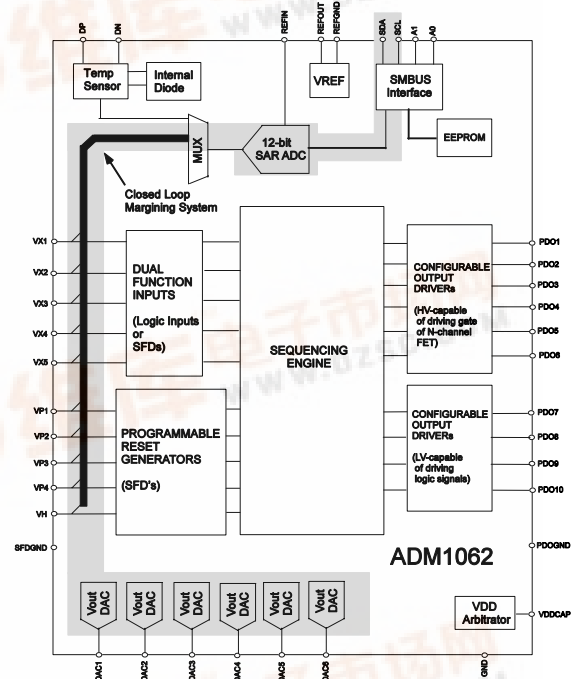 DP
DN
REFIN
REFOUT
REFGND
SDA
SCL
A1
A0
Temp
Sensor
Internal
Diode
VREF
SMBUS
Interface
MUX
12-bit
SAR ADC
EEPROM
Closed Loop
Margining System
VX1
VX2
VX3
VX4
VX5
VP1
VP2
VP3
VP4
VH
SFDGND
DUAL
FUNCTION
INPUTS
(Logic Inputs
or
SFDs)
PROGRAMMABLE
RESET
GENERATORS
(SFD's)
SEQUENCING
ENGINE
CONFIGURABLE
OUTPUT
DRIVERs
(HV-capable
of driving gate
of N-channel
FET)
CONFIGURABLE
OUTPUT
DRIVERs
(LV-capable
of driving
logic signals)
PDO1
PDO2
PDO3
PDO4
PDO5
PDO6
PDO7
PDO8
PDO9
PDO10
PDOGND
ADM1062
Vout
DAC
Vout
DAC
Vout
DAC
Vout
DAC
Vout
DAC
Vout
DAC
VDD
Arbitrator
VDDCAP
DAC1
DAC2
DAC3
DAC4
DAC5
DAC6
GND